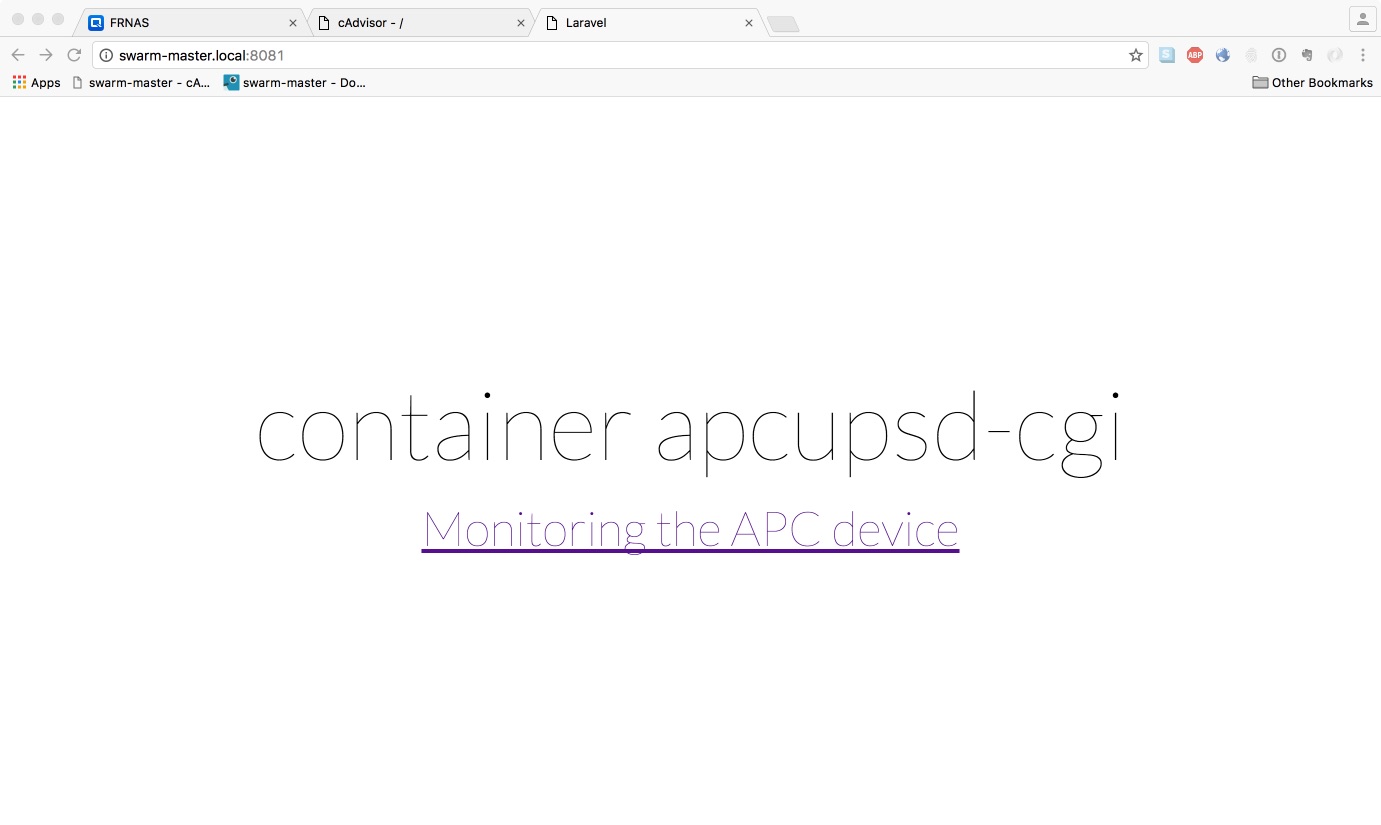 FRNAS
cAdvisor - /
Laravel
swarm-master.local:8081
ABP
Apps
swarm-master - cA...
swarm-master - Do...
Other Bookmarks
container apcupsd-cgi
Monitoring the APC device